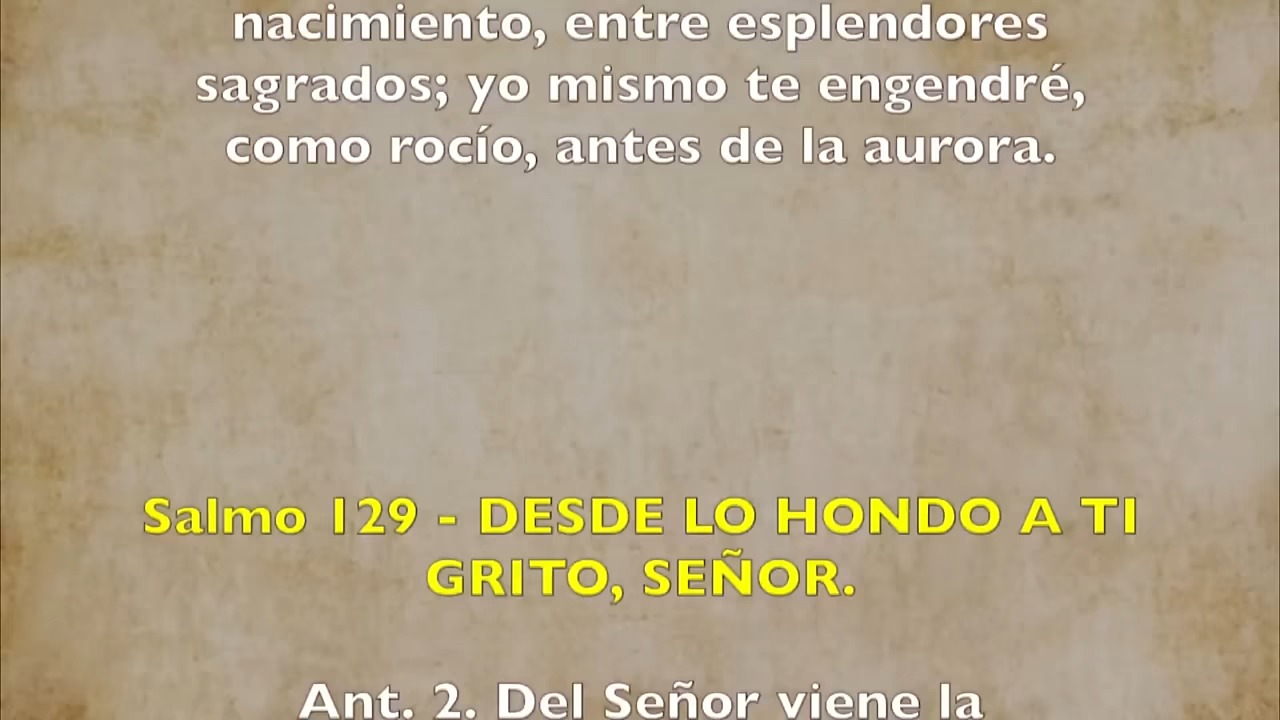 nacimiento, entre esplendores
sagrados; yo mismo te engendré,
como rocío, antes de la aurora.
Salmo 129 - DESDE LO HONDO A TI
GRITO, SEÑOR.
Ant. 2. Del Señor viene la